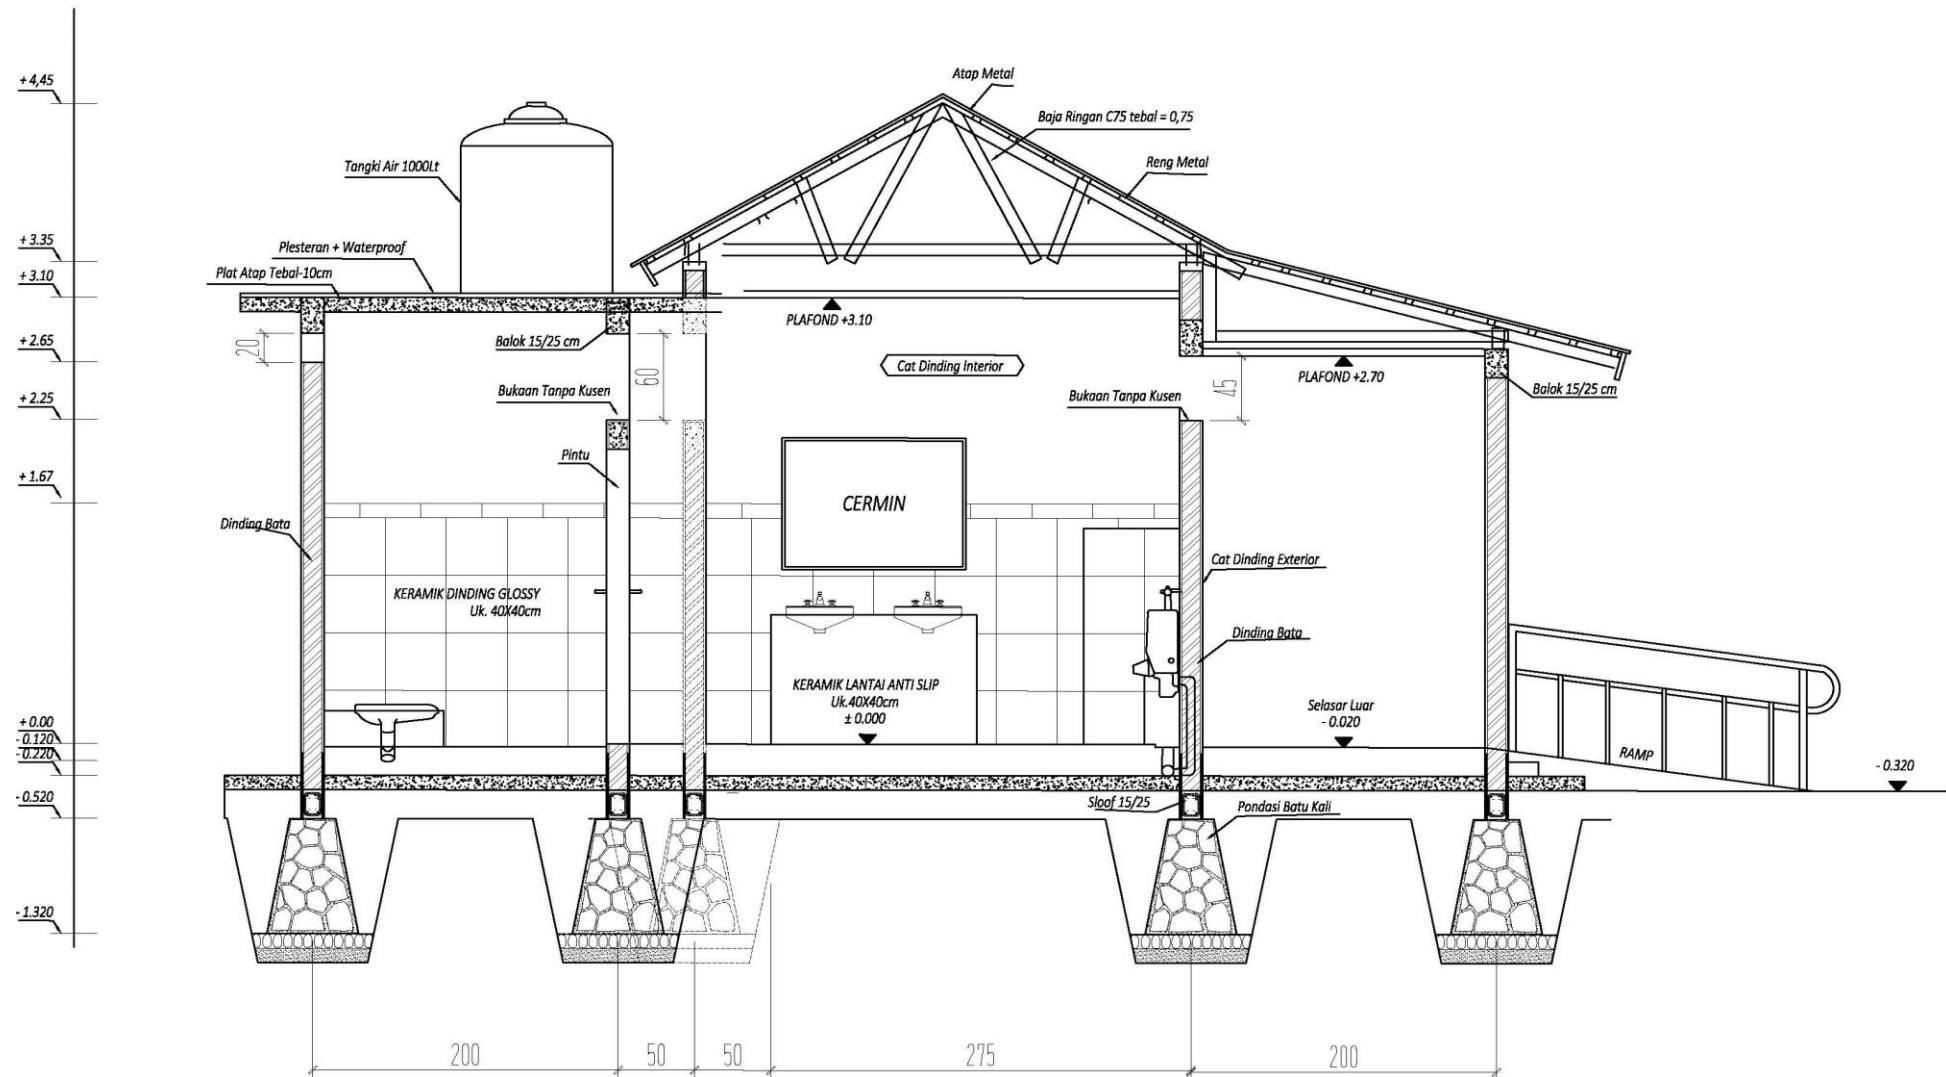 + 4,45
+ 3.35
+ 3.10
+ 2.65
+ 2.25
+ 1.67
+ 0.00
- 0.120
- 0.220
- 0.520
- 1.320
Atap Metal
Baja Ringan C75 tebal = 0,75
Reng Metal
Tangki Air 1000Lt
Plesteran + Waterproof
Plat Atap Tebal-10cm
PLAFOND +3.10
Balok 15/25 cm
20
60
Cat Dinding Interior
PLAFOND +2.70
45
Balok 15/25 cm
Bukaan Tanpa Kusen
Bukaan Tanpa Kusen
Pintu
CERMIN
Dinding Bata
Cat Dinding Exterior
KERAMIK DINDING GLOSSY
Uk. 40X40cm
Dinding Bata
KERAMIK LANTAI ANTI SLIP
Uk.40X40cm
± 0.000
Selasar Luar
- 0.020
RAMP
- 0.320
Sloof 15/25
Pondasi Batu Kali
200
50
50
275
200